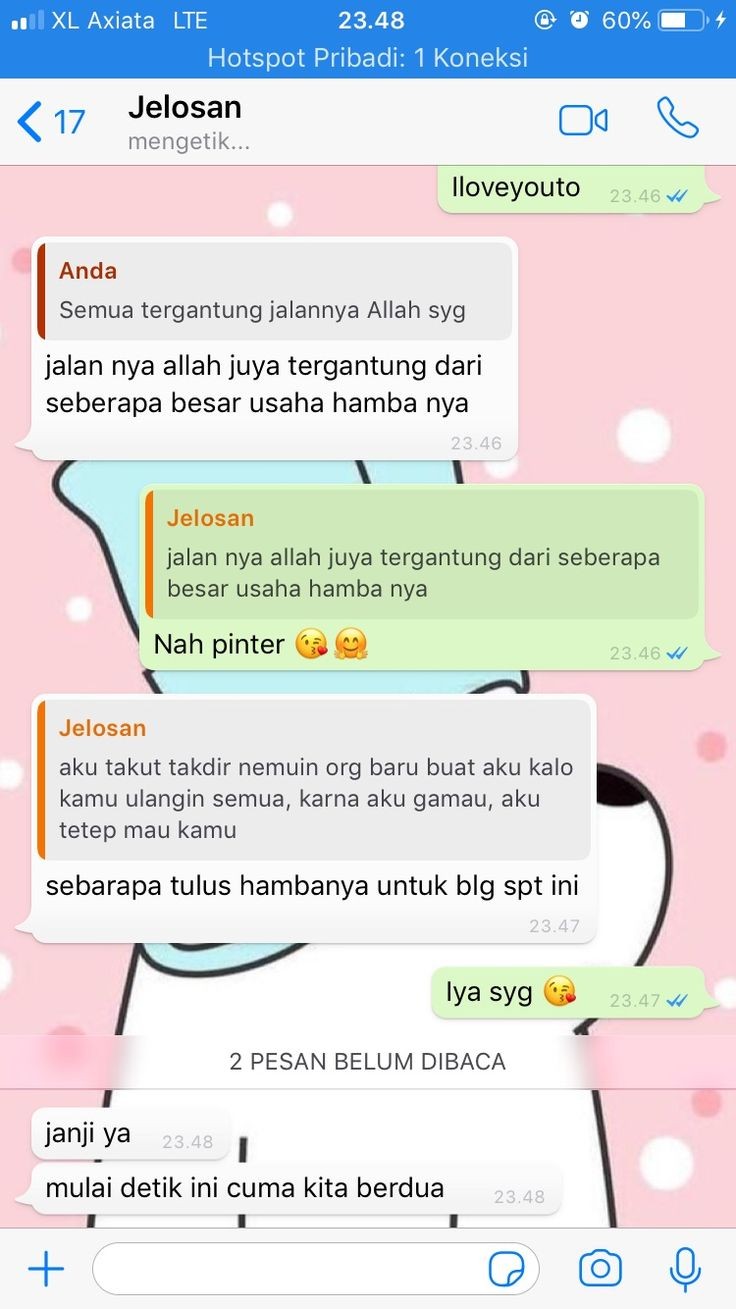 XL Axiata LTE 23.48 60%
Hotspot Pribadi: 1 Koneksi
17 Jelosan
mengetik...
Iloveyouto 23.46
Anda
Semua tergantung jalannya Allah syg
jalan nya allah juya tergantung dari
seberapa besar usaha hamba nya
23.46
Jelosan
jalan nya allah juya tergantung dari seberapa
besar usaha hamba nya
Nah pinter 😘🤗 23.46
Jelosan
aku takut takdir nemuin org baru buat aku kalo
kamu ulangin semua, karna aku gamau, aku
tetep mau kamu
sebarapa tulus hambanya untuk blg spt ini
23.47
Iya syg 😘 23.47
2 PESAN BELUM DIBACA
janji ya 23.48
mulai detik ini cuma kita berdua 23.48